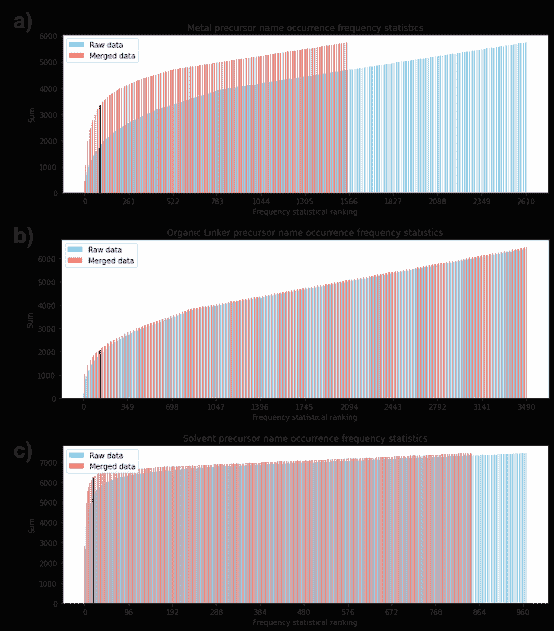 a)
Metal precursor name occurrence frequency statistics
6000
5000
4000
3000
2000
1000
0
Sum
Raw data
Merged data
0 261 522 783 1044 1305 1566 1827 2088 2349 2610
Frequency statistical ranking
b)
Organic Linker precursor name occurrence frequency statistics
6000
5000
4000
3000
2000
1000
0
Sum
Raw data
Merged data
0 349 698 1047 1396 1745 2094 2443 2792 3141 3490
Frequency statistical ranking
c)
Solvent precursor name occurrence frequency statistics
7000
6000
5000
4000
3000
2000
1000
0
Sum
Raw data
Merged data
0 86 192 288 384 480 576 672 768 864 960
Frequency statistical ranking